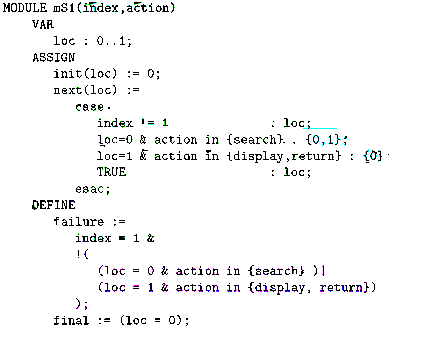 MODULE mS1(index,action)
VAR
loc : 0..1;
ASSIGN
init(loc) := 0;
next(loc) :=
case
index != 1 : loc;
loc=0 & action in {search} : {0,1};
loc=1 & action in {display,return} : {0}
TRUE : loc;
esac;
DEFINE
failure :=
index = 1 &
!(
(loc = 0 & action in {search} )|
(loc = 1 & action in {display, return})
);
final := (loc = 0);